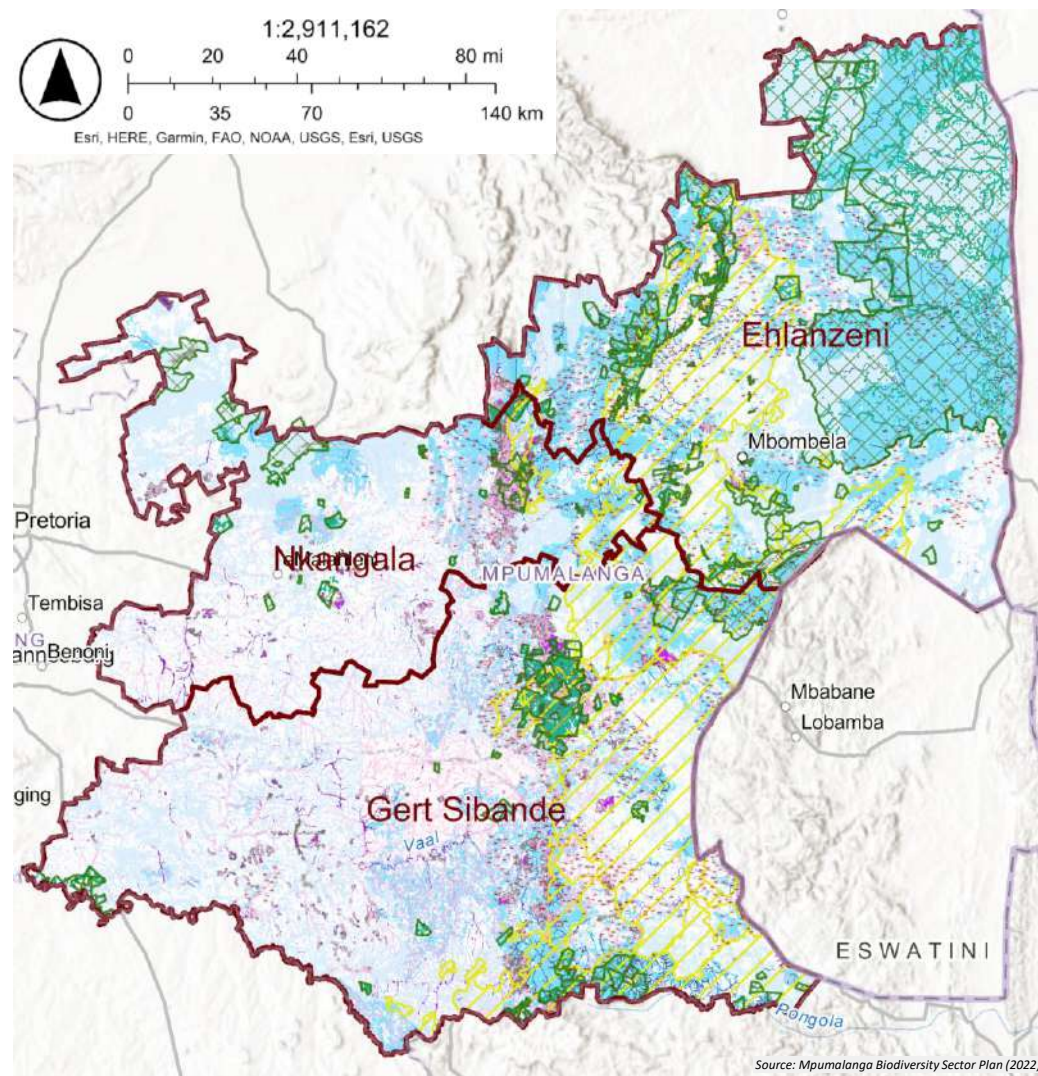 1:2,911,162
0 20 40 80 mi
0 35 70 140 km
Esri, HERE, Garmin, FAO, NOAA, USGS, Esri, USGS
Ehlanzeni
Mbombela
Pretoria
Nkangala
MPUMALANGA
Tembisa
NG
Benoni
Mbabane
Lobamba
ging
Gert Sibande
Vaal
ESWATINI
Pongola
Source: Mpumalanga Biodiversity Sector Plan (2022)